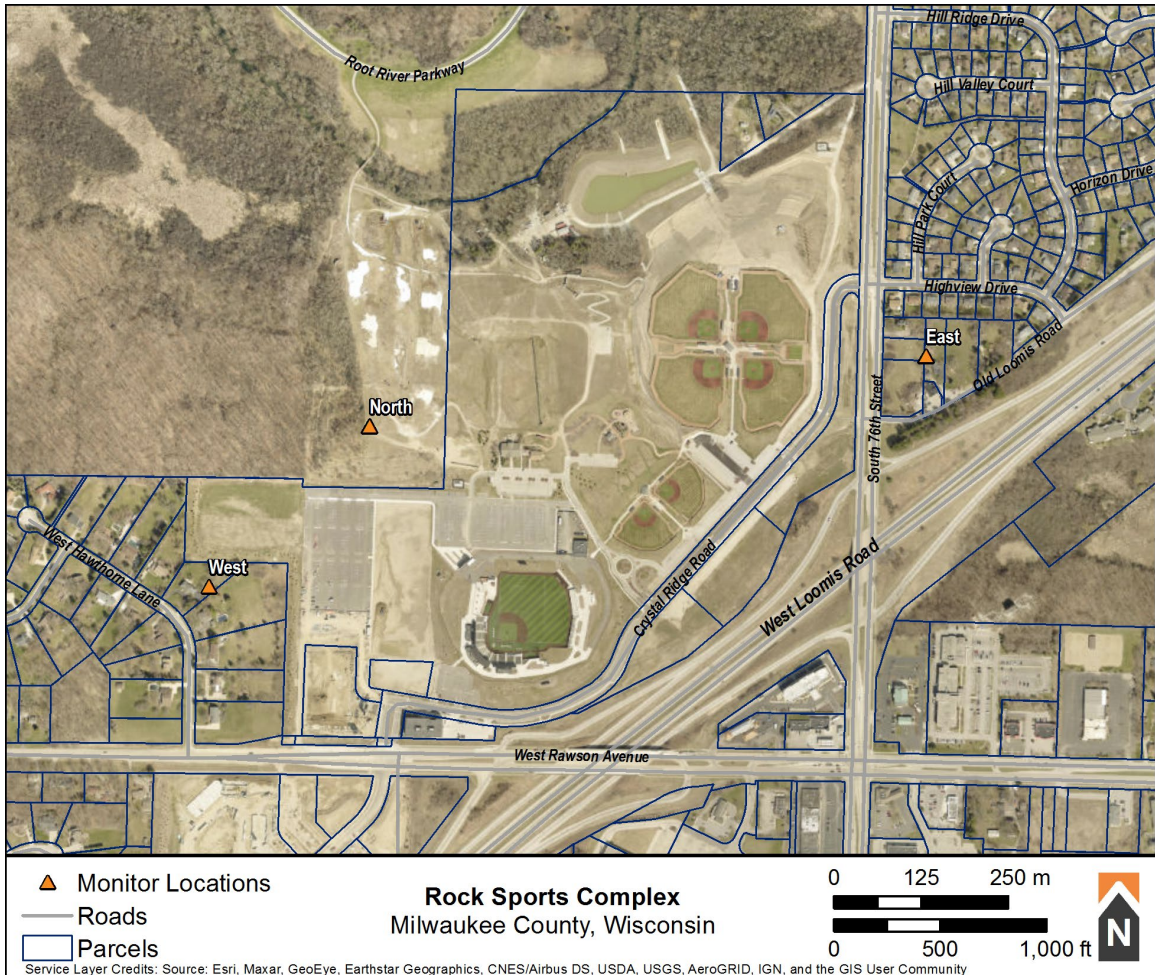 Hill Ridge Drive
Root River Parkway
Hill Valley Court
Horizon Drive
Hill Park Court
Highview Drive
East
Old Loomis Road
South 76th Street
North
West Hawthorne Lane
West
Crystal Ridge Road
West Loomis Road
West Rawson Avenue
Monitor Locations
Roads
Parcels
Rock Sports Complex
Milwaukee County, Wisconsin
0 125 250 m
0 500 1,000 ft
N
Service Layer Credits: Source: Esri, Maxar, GeoEye, Earthstar Geographics, CNES/Airbus DS, USDA, USGS, AeroGRID, IGN, and the GIS User Community